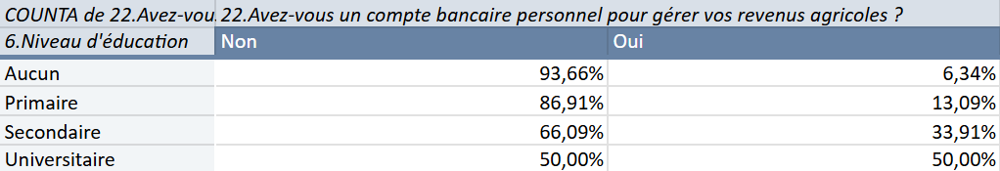 COUNTA de 22.Avez-vous 22.Avez-vous un compte bancaire personnel pour gérer vos revenus agricoles ?
6.Niveau d'éducation Non Oui
Aucun 93,66% 6,34%
Primaire 86,91% 13,09%
Secondaire 66,09% 33,91%
Universitaire 50,00% 50,00%